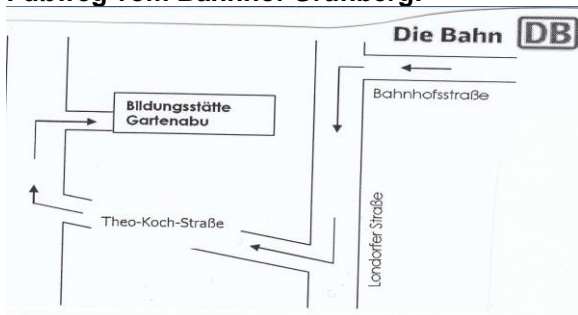 Fußweg vom Bahnhof Grünberg:
Die Bahn DB
Bahnhofsstraße
Bildungsstätte
Gartenabu
Theo-Koch-Straße
Londorfer Straße